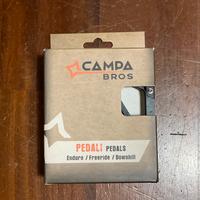 CAMPA
BROS
PEDALI PEDALS
Enduro / Freeride / Downhill